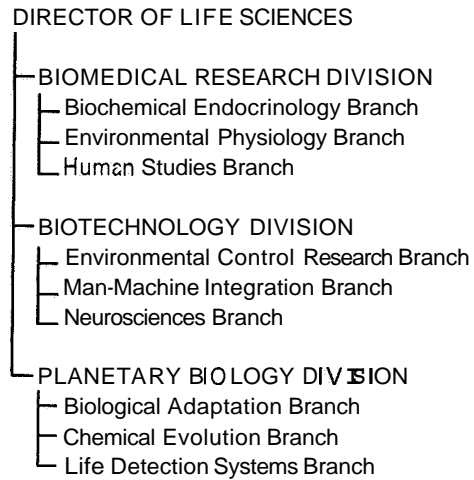 DIRECTOR OF LIFE SCIENCES
BIOMEDICAL RESEARCH DIVISION
Biochemical Endocrinology Branch
Environmental Physiology Branch
Human Studies Branch
BIOTECHNOLOGY DIVISION
Environmental Control Research Branch
Man-Machine Integration Branch
Neurosciences Branch
PLANETARY BIOLOGY DIVISION
Biological Adaptation Branch
Chemical Evolution Branch
Life Detection Systems Branch